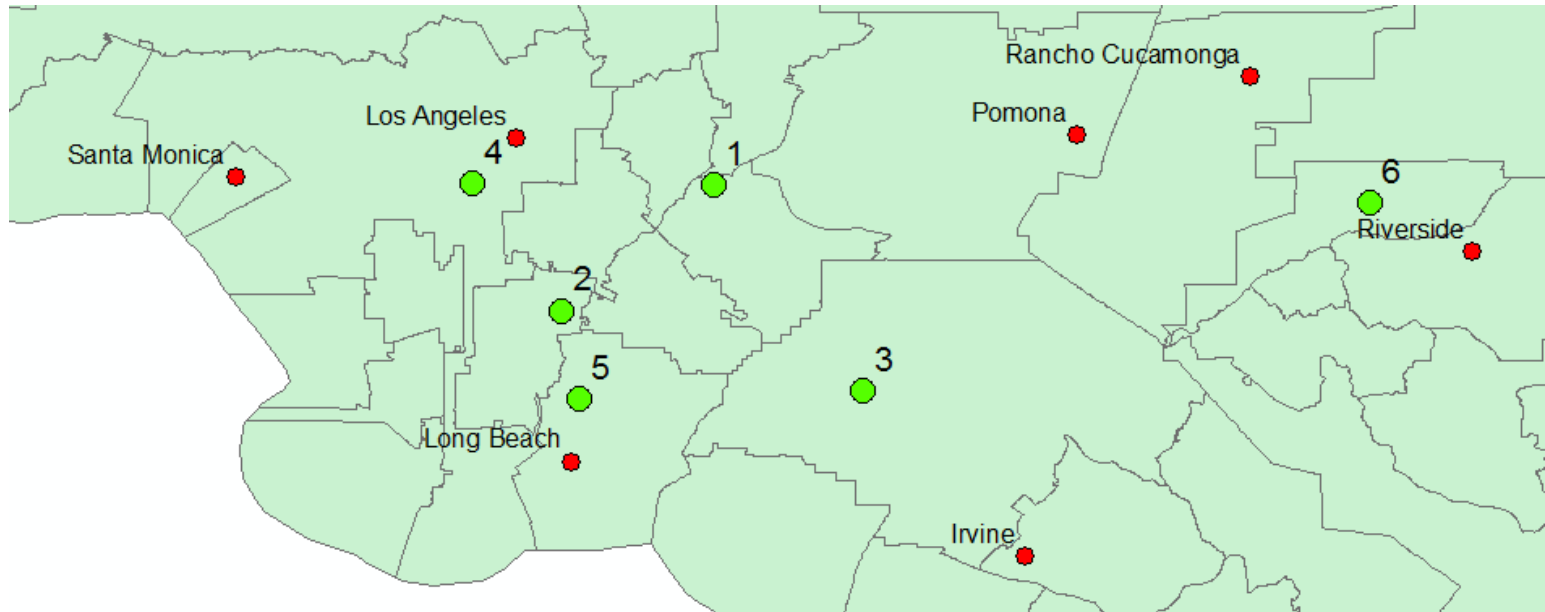 Rancho Cucamonga
Los Angeles
Pomona
Santa Monica
4
1
6
Riverside
2
5
3
Long Beach
Irvine